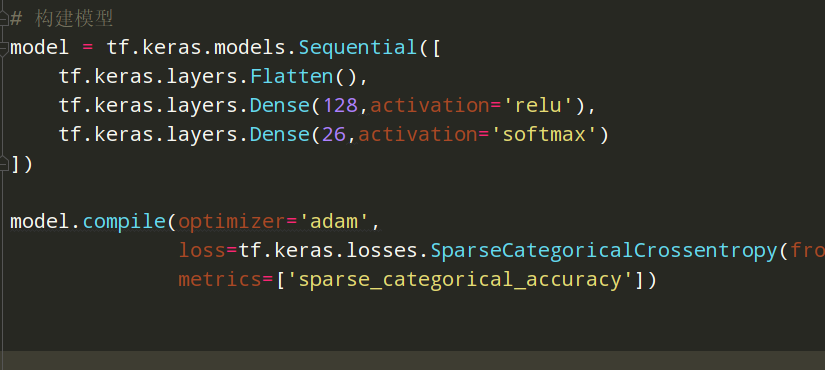 # 构建模型
model = tf.keras.models.Sequential([
    tf.keras.layers.Flatten(),
    tf.keras.layers.Dense(128,activation='relu'),
    tf.keras.layers.Dense(26,activation='softmax')
])
model.compile(optimizer='adam',
              loss=tf.keras.losses.SparseCategoricalCrossentropy(fro
              metrics=['sparse_categorical_accuracy'])